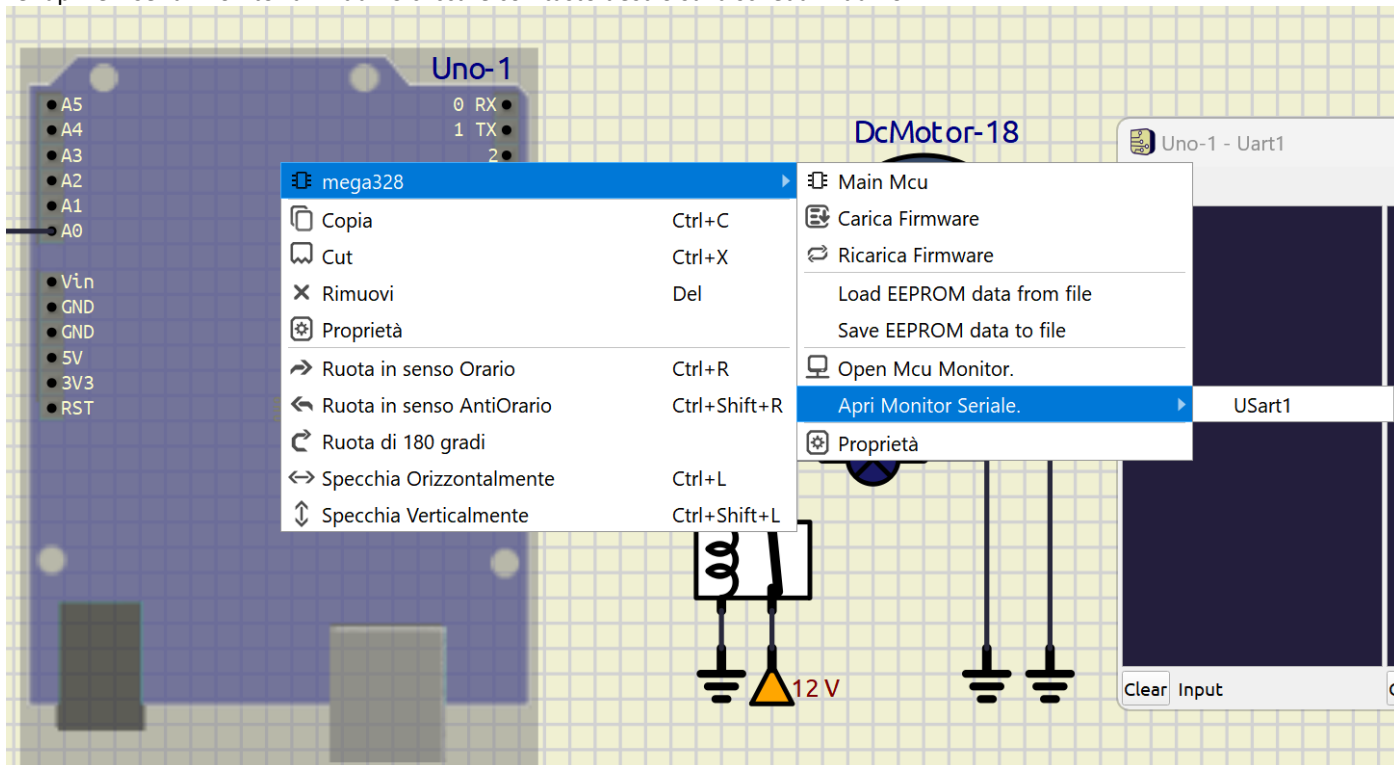 Uno-1
A5
A4
A3
A2
A1
A0
Vin
GND
GND
5V
3V3
RST
0 RX
1 TX
2
mega328
Copia Ctrl+C
Cut Ctrl+X
Rimuovi Del
Proprietà
Ruota in senso Orario Ctrl+R
Ruota in senso AntiOrario Ctrl+Shift+R
Ruota di 180 gradi
Specchia Orizzontalmente Ctrl+L
Specchia Verticalmente Ctrl+Shift+L
Main Mcu
Carica Firmware
Ricarica Firmware
Load EEPROM data from file
Save EEPROM data to file
Open Mcu Monitor.
Apri Monitor Seriale.
Proprietà
USart1
DcMotor-18
12 V
Uno-1 - Uart1
Clear Input